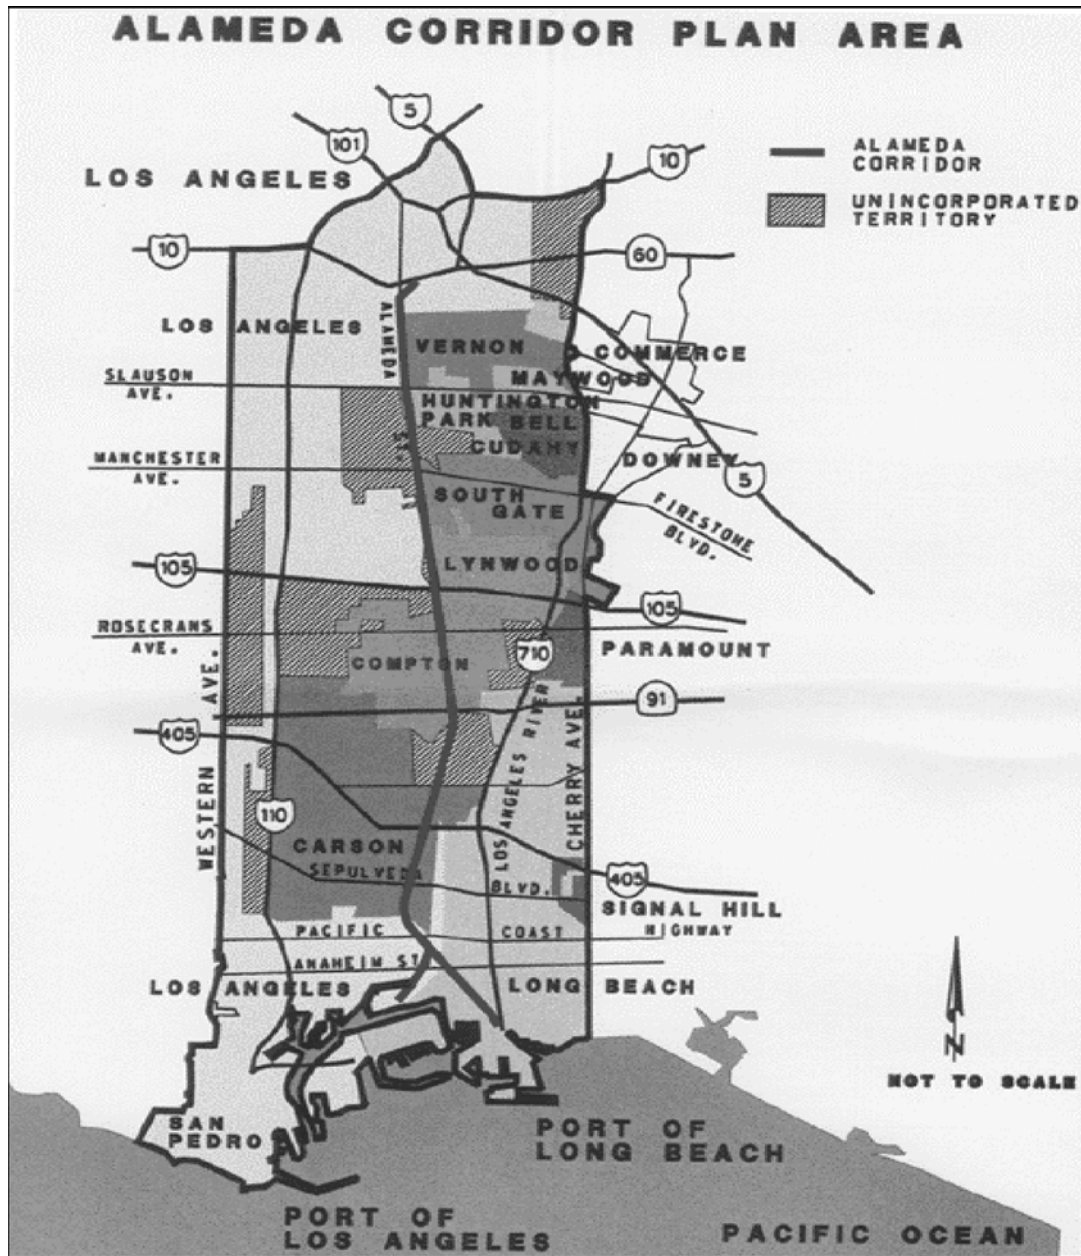 ALAMEDA CORRIDOR PLAN AREA
5
101
10
ALAMEDA
CORRIDOR
UNINCORPORATED
TERRITORY
LOS ANGELES
10
60
LOS ANGELES
ALAMEDA
ST.
VERNON
COMMERCE
MAYWOOD
SLAUSON
AVE.
HUNTINGTON
PARK
BELL
CUDAHY
DOWNEY
5
MANCHESTER
AVE.
SOUTH
GATE
FIRESTONE
BLVD.
LYNWOOD
105
105
ROSECRANS
AVE.
710
PARAMOUNT
COMPTON
91
405
WESTERN AVE.
LOS ANGELES RIVER
CHERRY AVE.
110
CARSON
SEPULVEDA
BLVD.
405
SIGNAL HILL
PACIFIC
COAST
HIGHWAY
ANAHEIM ST
LOS ANGELES
LONG BEACH
N
NOT TO SCALE
SAN
PEDRO
PORT OF
LONG BEACH
PORT OF
LOS ANGELES
PACIFIC OCEAN